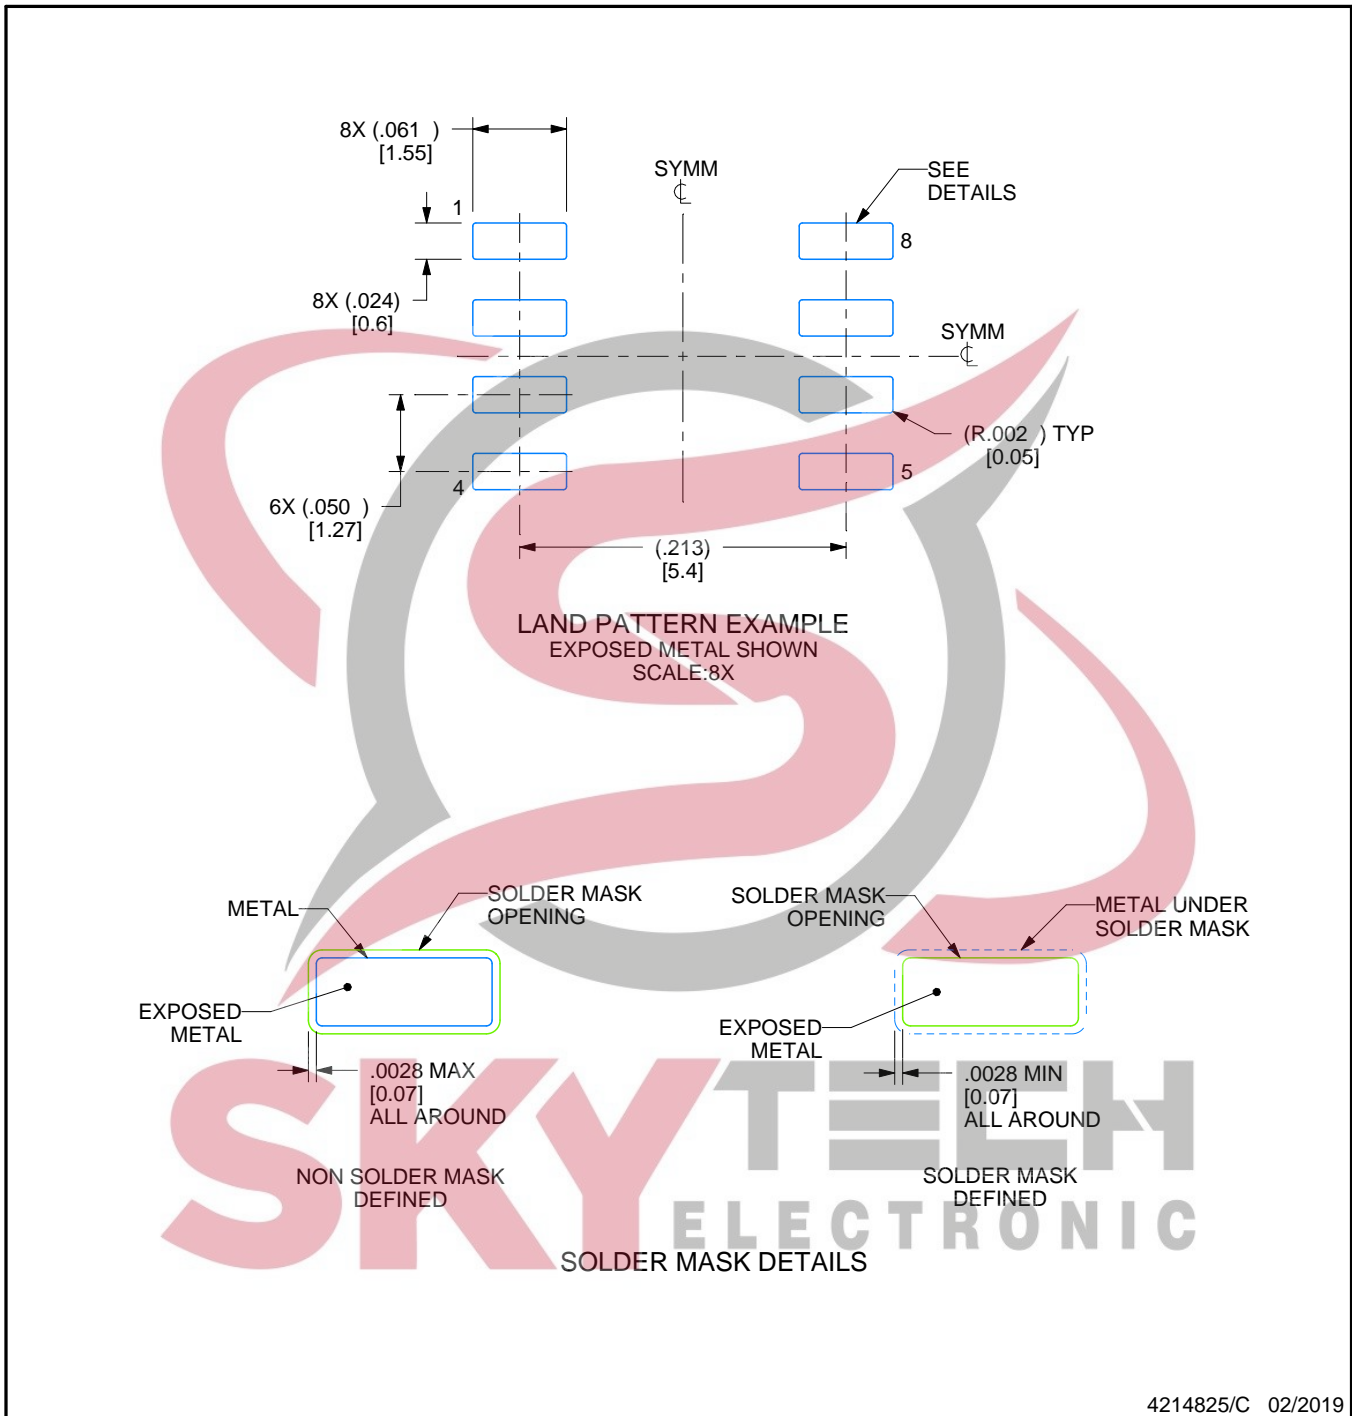 8X (.061 )
[1.55]
SYMM
℄
SEE
DETAILS
1
8
8X (.024)
[0.6]
SYMM
℄
(R.002 ) TYP
[0.05]
4
5
6X (.050 )
[1.27]
(.213)
[5.4]
LAND PATTERN EXAMPLE
EXPOSED METAL SHOWN
SCALE:8X
METAL
SOLDER MASK
OPENING
EXPOSED
METAL
.0028 MAX
[0.07]
ALL AROUND
NON SOLDER MASK
DEFINED
SOLDER MASK
OPENING
METAL UNDER
SOLDER MASK
EXPOSED
METAL
.0028 MIN
[0.07]
ALL AROUND
SOLDER MASK
DEFINED
SKYTECH
ELECTRONIC
SOLDER MASK DETAILS
4214825/C 02/2019